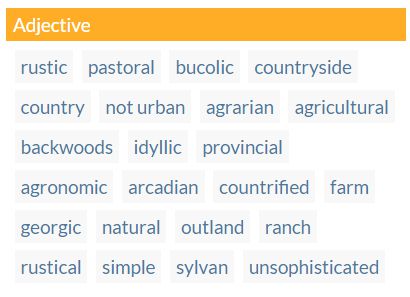 Adjective
rustic pastoral bucolic countryside
country not urban agrarian agricultural
backwoods idyllic provincial
agronomic arcadian countrified farm
georgic natural outland ranch
rustical simple sylvan unsophisticated